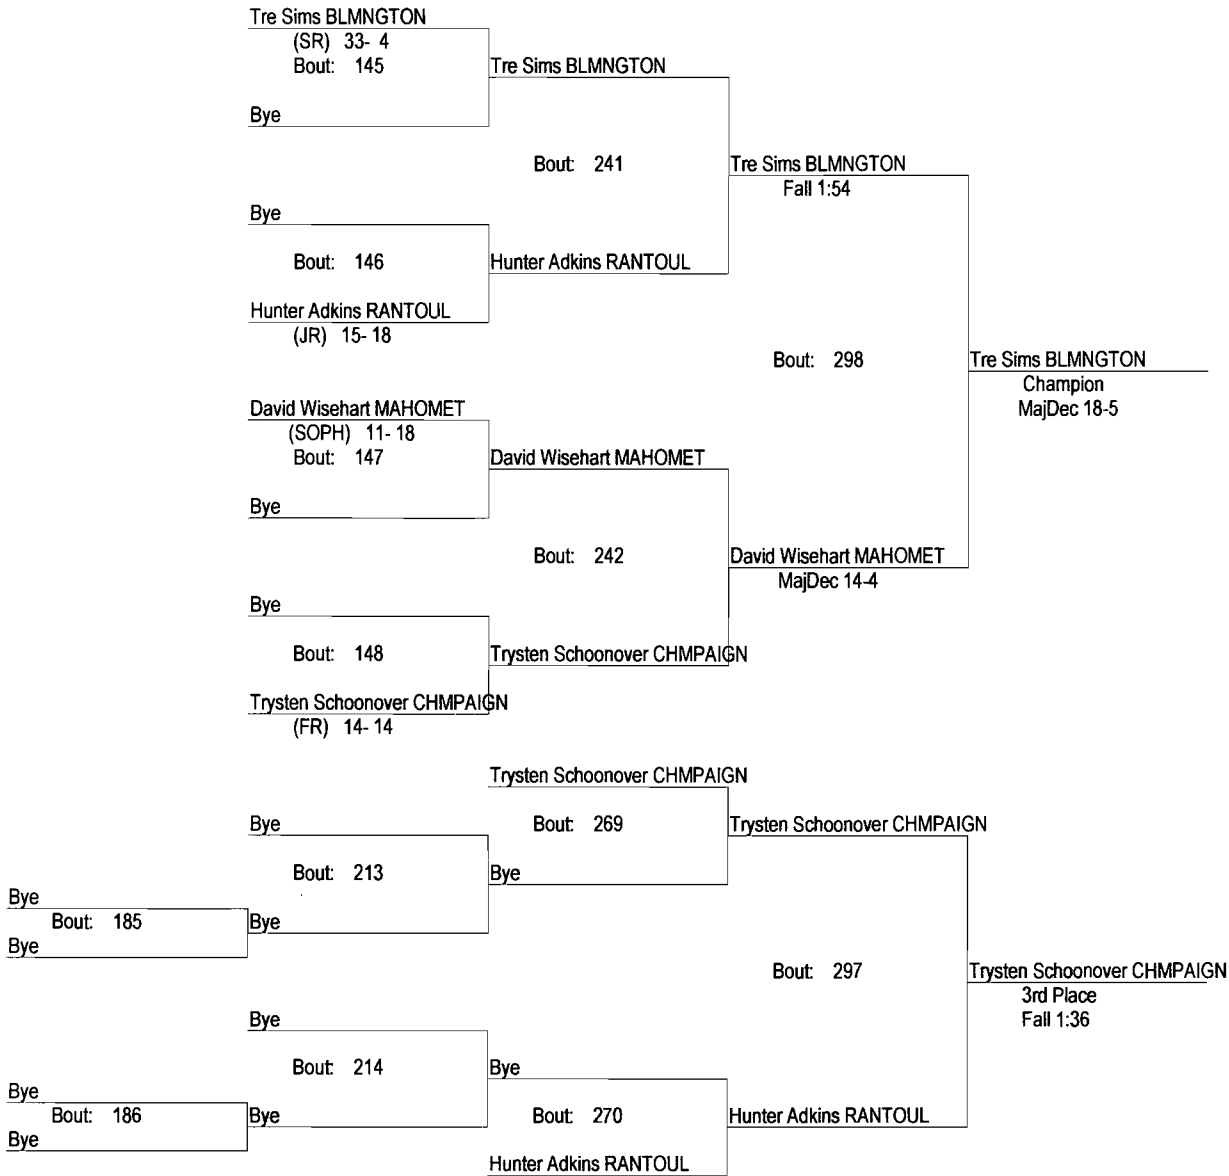 Tre Sims BLMNGTON
(SR) 33- 4
Bout: 145
Tre Sims BLMNGTON
Bye
Bout: 241
Tre Sims BLMNGTON
Fall 1:54
Bye
Bout: 146
Hunter Adkins RANTOUL
Hunter Adkins RANTOUL
(JR) 15- 18
Bout: 298
Tre Sims BLMNGTON
Champion
MajDec 18-5
David Wisehart MAHOMET
(SOPH) 11- 18
Bout: 147
David Wisehart MAHOMET
Bye
Bout: 242
David Wisehart MAHOMET
MajDec 14-4
Bye
Bout: 148
Trysten Schoonover CHMPAIGN
Trysten Schoonover CHMPAIGN
(FR) 14- 14
Trysten Schoonover CHMPAIGN
Bye
Bout: 269
Trysten Schoonover CHMPAIGN
Bout: 213
Bye
Bye
Bout: 185
Bye
Bye
Bout: 297
Trysten Schoonover CHMPAIGN
3rd Place
Fall 1:36
Bye
Bout: 214
Bye
Bye
Bout: 186
Bye
Bout: 270
Hunter Adkins RANTOUL
Bye
Hunter Adkins RANTOUL